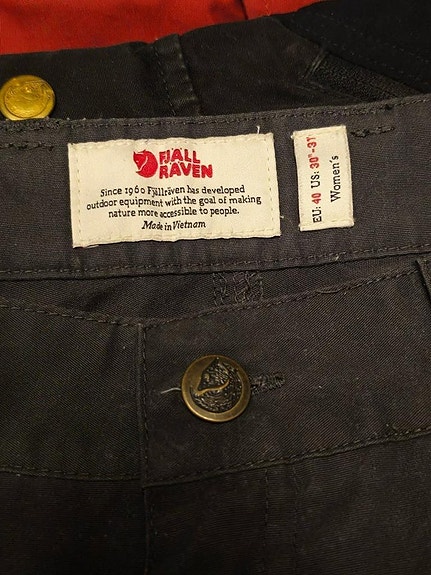 FJÄLL
RÄVEN
Since 1960 Fjällräven has developed
outdoor equipment with the goal of making
nature more accessible to people.
Made in Vietnam
EU: 40 US: 30"-31
Women's